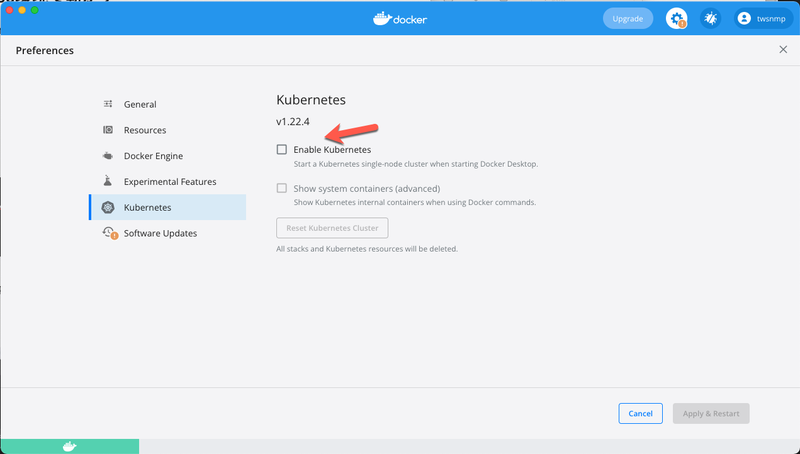 docker
Upgrade
twsnmp
Preferences
General
Resources
Docker Engine
Experimental Features
Kubernetes
Software Updates
Kubernetes
v1.22.4
Enable Kubernetes
Start a Kubernetes single-node cluster when starting Docker Desktop.
Show system containers (advanced)
Show Kubernetes internal containers when using Docker commands.
Reset Kubernetes Cluster
All stacks and Kubernetes resources will be deleted.
Cancel
Apply & Restart